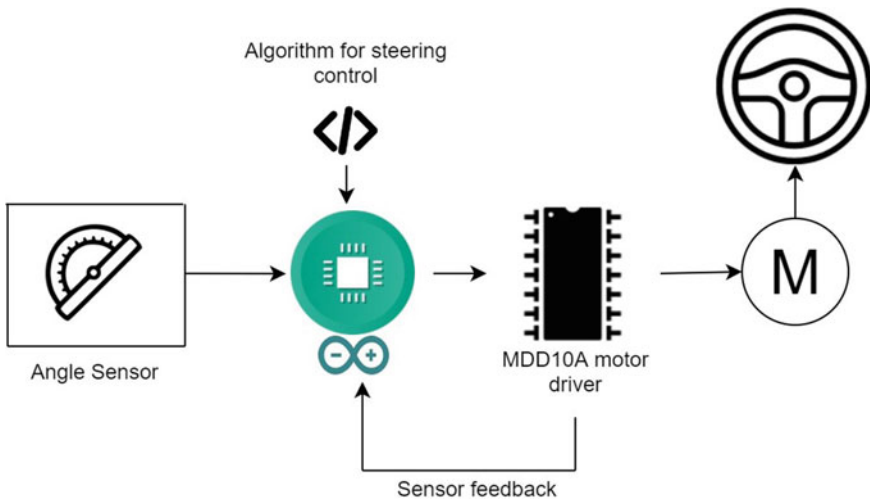 Algorithm for steering
control
Angle Sensor
MDD10A motor
driver
M
Sensor feedback